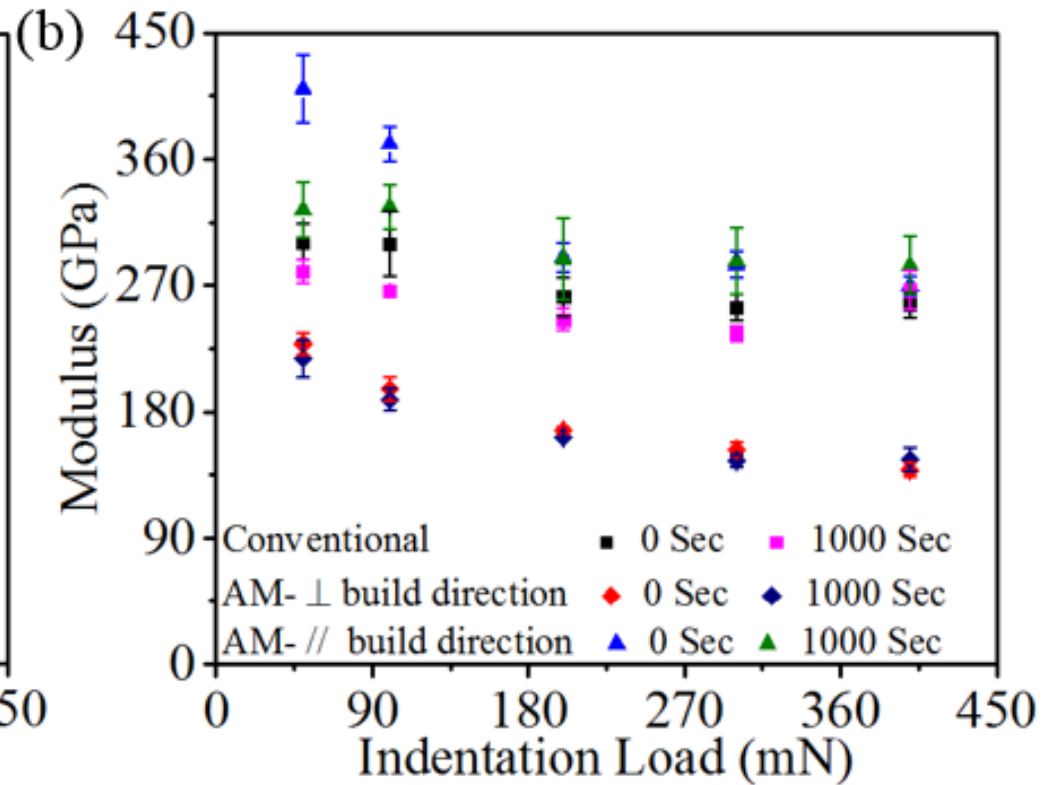 (b)
450
360
270
180
90
0
Modulus (GPa)
Conventional 0 Sec 1000 Sec
AM- ⊥ build direction 0 Sec 1000 Sec
AM- // build direction 0 Sec 1000 Sec
50
0 90 180 270 360 450
Indentation Load (mN)